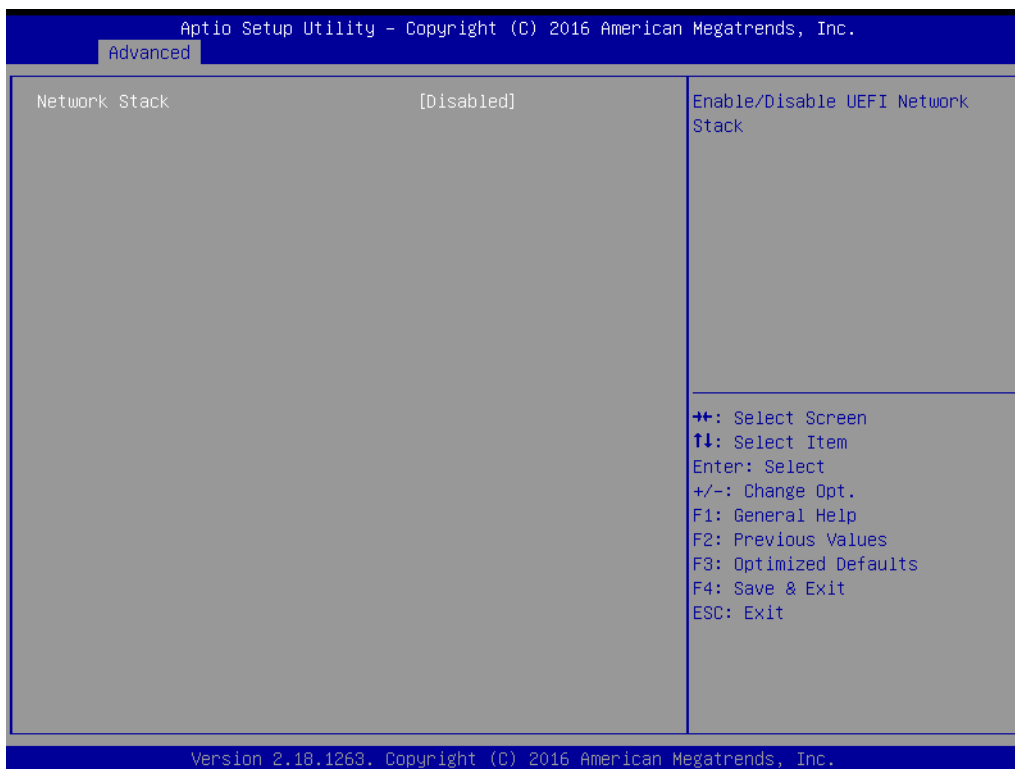 Aptio Setup Utility – Copyright (C) 2016 American Megatrends, Inc.
Advanced
Network Stack [Disabled]
Enable/Disable UEFI Network
Stack
→←: Select Screen
↑↓: Select Item
Enter: Select
+/-: Change Opt.
F1: General Help
F2: Previous Values
F3: Optimized Defaults
F4: Save & Exit
ESC: Exit
Version 2.18.1263. Copyright (C) 2016 American Megatrends, Inc.